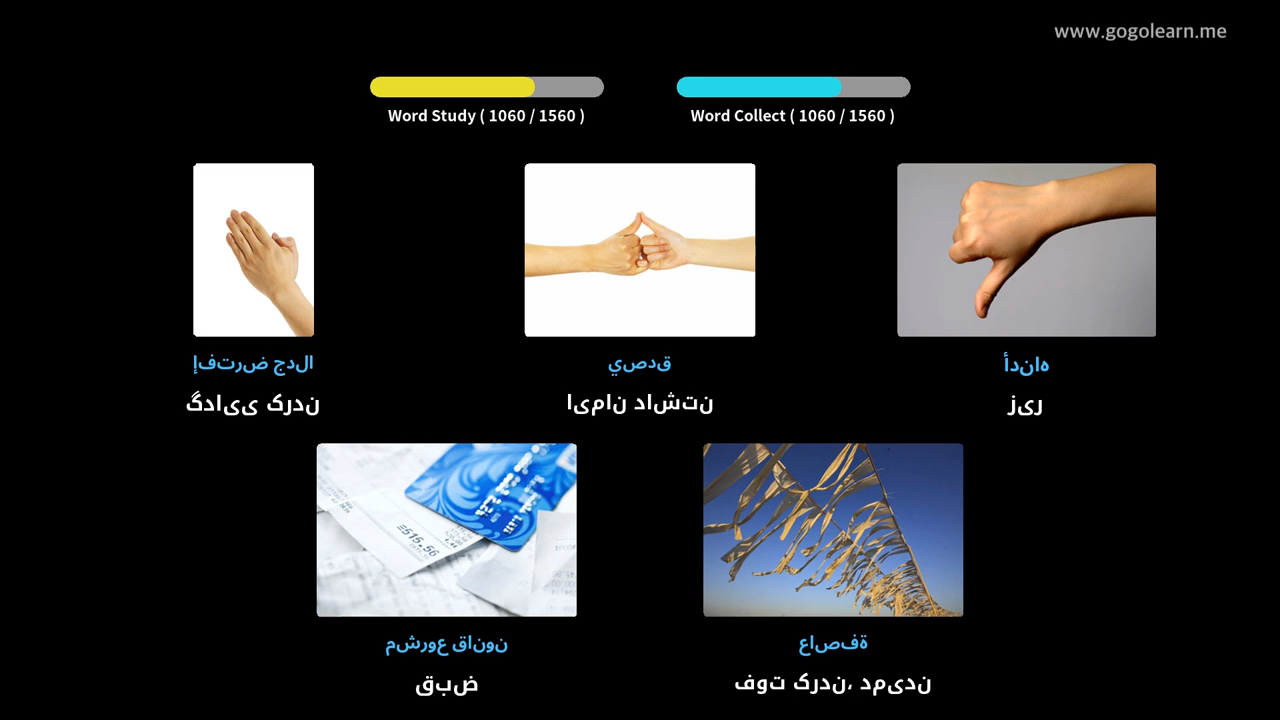 www.gogolearn.me
Word Study ( 1060 / 1560 )
Word Collect ( 1060 / 1560 )
إفترض جدلا
گدایی کردن
يصدق
ایمان داشتن
أدناه
زیر
مشروع قانون
قبض
عاصفة
فوت کردن، دمیدن